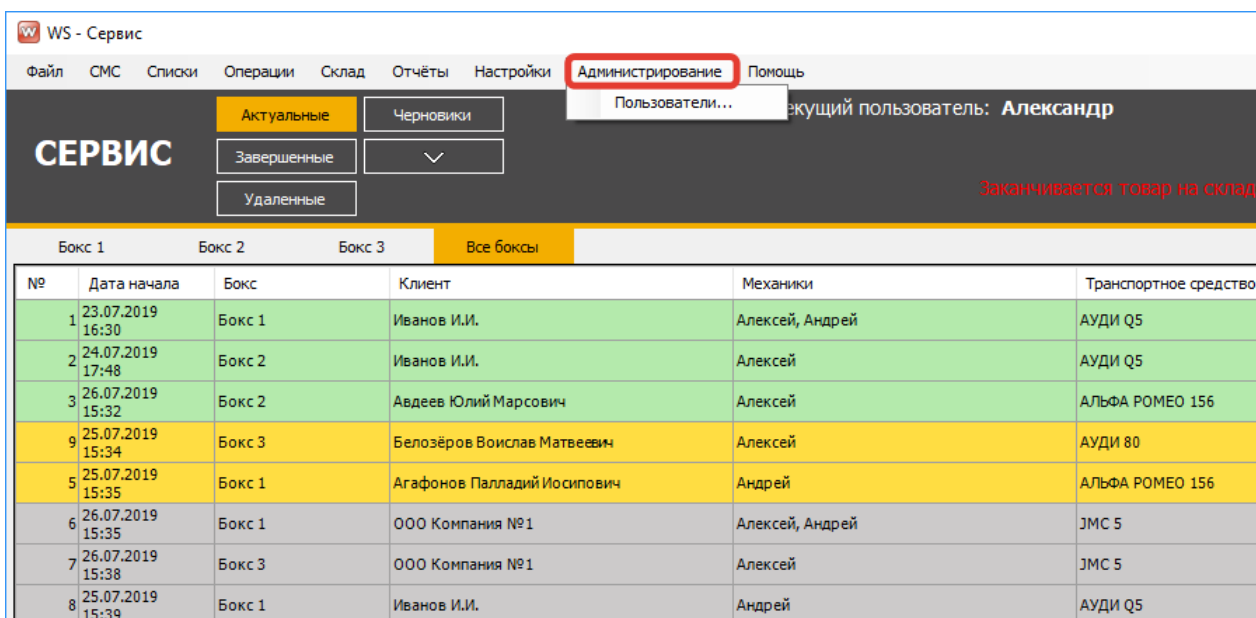 WS - Сервис
Файл СМС Списки Операции Склад Отчёты Настройки Администрирование Помощь
Пользователи...
екущий пользователь: Александр
СЕРВИС
Актуальные Черновики
Завершенные
Удаленные
Заканчивается товар на склад
Бокс 1 Бокс 2 Бокс 3 Все боксы
№ Дата начала Бокс Клиент Механики Транспортное средство
1 23.07.2019 16:30 Бокс 1 Иванов И.И. Алексей, Андрей АУДИ Q5
2 24.07.2019 17:48 Бокс 2 Иванов И.И. Алексей АУДИ Q5
3 26.07.2019 15:32 Бокс 2 Авдеев Юлий Марсович Алексей АЛЬФА РОМЕО 156
9 25.07.2019 15:34 Бокс 3 Белозёров Воислав Матвеевич Алексей АУДИ 80
5 25.07.2019 15:35 Бокс 1 Агафонов Палладий Иосипович Андрей АЛЬФА РОМЕО 156
6 26.07.2019 15:35 Бокс 1 ООО Компания №1 Алексей, Андрей JMC 5
7 26.07.2019 15:38 Бокс 3 ООО Компания №1 Алексей JMC 5
8 25.07.2019 15:39 Бокс 1 Иванов И.И. Андрей АУДИ Q5